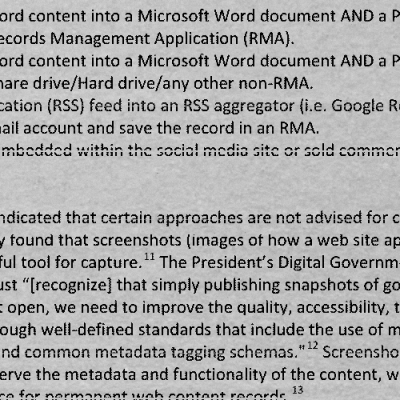 ord content into a Microsoft Word document AND a P
ecords Management Application (RMA).
ord content into a Microsoft Word document AND a P
hare drive/Hard drive/any other non-RMA.
cation (RSS) feed into an RSS aggregator (i.e. Google R
ail account and save the record in an RMA.
mbedded within the social media site or sold commer
ndicated that certain approaches are not advised for c
y found that screenshots (images of how a web site ap
ful tool for capture.11 The President's Digital Governm
ust "[recognize] that simply publishing snapshots of go
t open, we need to improve the quality, accessibility, t
ough well-defined standards that include the use of m
nd common metadata tagging schemas."12 Screensho
erve the metadata and functionality of the content, w
ce for permanent web content records.13